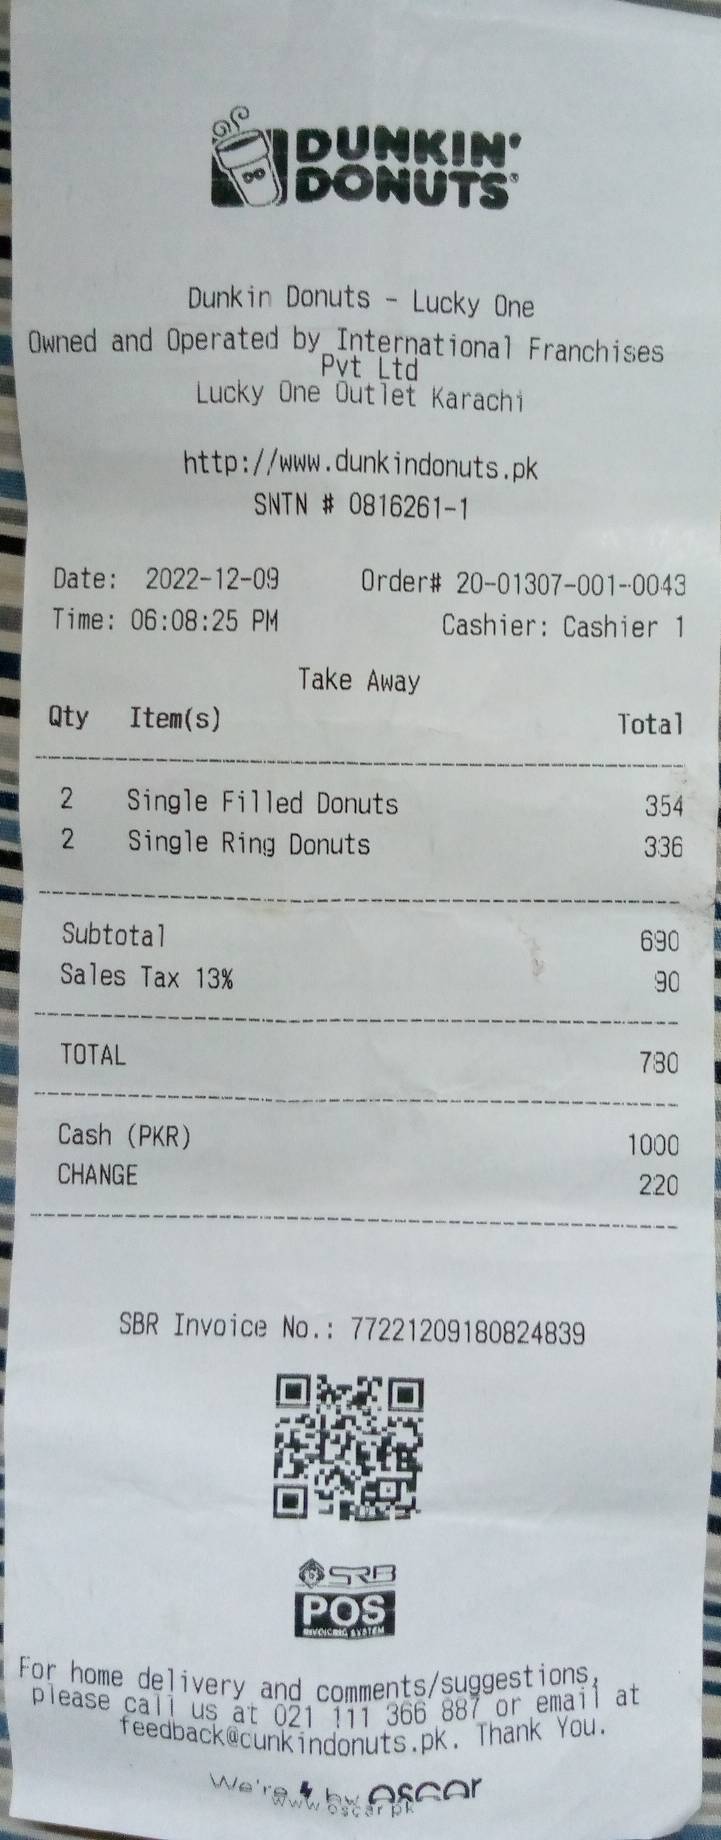 DUNKIN'
DONUTS®
Dunkin Donuts - Lucky One
Owned and Operated by International Franchises
Pvt Ltd
Lucky One Outlet Karachi
http://www.dunkindonuts.pk
SNTN # 0816261-1
Date: 2022-12-09 Order# 20-01307-001-0043
Time: 06:08:25 PM Cashier: Cashier 1
Take Away
Qty Item(s) Total
2 Single Filled Donuts 354
2 Single Ring Donuts 336
Subtotal 690
Sales Tax 13% 90
TOTAL 780
Cash (PKR) 1000
CHANGE 220
SBR Invoice No.: 77221209180824839
SRB
POS
INVOICING SYSTEM
For home delivery and comments/suggestions,
please call us at 021 111 366 887 or email at
feedback@cunkindonuts.pk. Thank You.
We're by OSCAR
www.oscar.pk